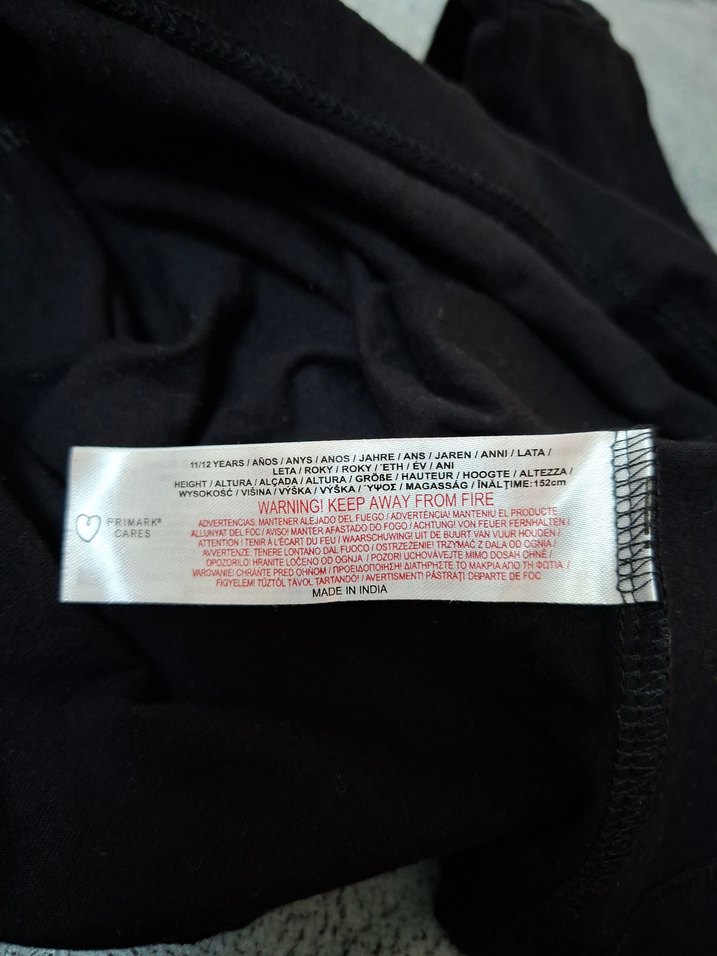 11/12 YEARS / AÑOS / ANYS / ANOS / JAHRE / ANS / JAREN / ANNI / LATA /
LETA / ROKY / ROKY / ΈΤΗ / ÉV / ANI
HEIGHT / ALTURA / ALÇADA / ALTURA / GRÖßE / HAUTEUR / HOOGTE / ALTEZZA /
WYSOKOŚĆ / VIŠINA / VÝŠKA / VÝŠKA / ΎΨΟΣ / MAGASSÁG / ÎNĂLȚIME:152cm
WARNING! KEEP AWAY FROM FIRE
ADVERTENCIAS: MANTENER ALEJADO DEL FUEGO / ADVERTÈNCIA! MANTENIU EL PRODUCTE
ALLUNYAT DEL FOC / AVISO! MANTER AFASTADO DO FOGO / ACHTUNG! VON FEUER FERNHALTEN /
ATTENTION ! TENIR À L'ÉCART DU FEU / WAARSCHUWING! UIT DE BUURT VAN VUUR HOUDEN /
AVVERTENZE: TENERE LONTANO DAL FUOCO / OSTRZEŻENIE! TRZYMAĆ Z DALA OD OGNIA /
OPOZORILO! HRANITE LOČENO OD OGNJA / POZOR! UCHOVÁVEJTE MIMO DOSAH OHNĚ /
VAROVANIE! CHRÁŇTE PRED OHŇOM / ΠΡΟΕΙΔΟΠΟΙΗΣΗ! ΔΙΑΤΗΡΗΣΤΕ ΤΟ ΜΑΚΡΙΑ ΑΠΟ ΤΗ ΦΩΤΙΑ /
FIGYELEM! TŰZTŐL TÁVOL TARTANDÓ! / AVERTISMENT! PĂSTRAȚI DEPARTE DE FOC
MADE IN INDIA
PRIMARK®
CARES